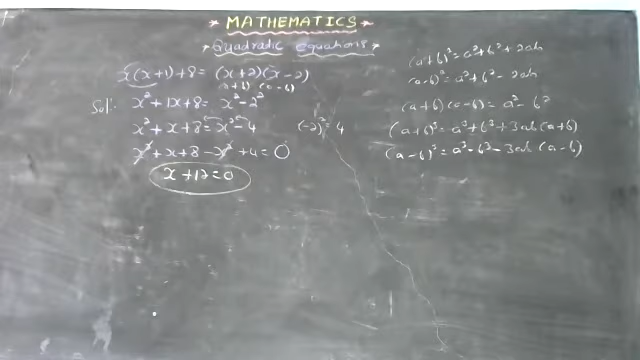 * MATHEMATICS *
* Quadradic equations *
x(x+1)+8 = (x+2)(x-2)
(a+b) (a-b)
Sol: x²+1x+8 = x²-2²
x²+x+8 = x²-4
(-2)² = 4
x²+x+8-x²+4=0
x+12=0
(a+b)² = a²+b²+2ab
(a-b)² = a²+b²-2ab
(a+b)(a-b) = a²-b²
(a+b)³ = a³+b³+3ab(a+b)
(a-b)³ = a³-b³-3ab(a-b)